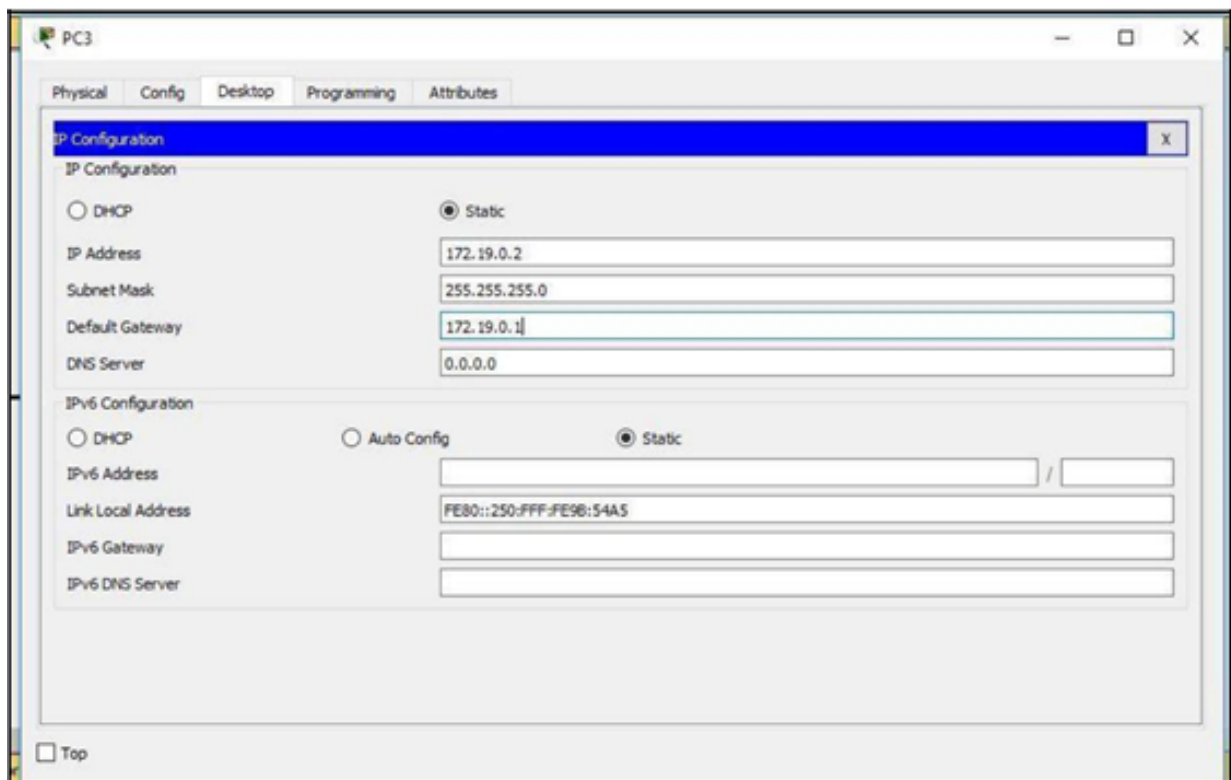 PC3
Physical Config Desktop Programming Attributes
IP Configuration X
IP Configuration
DHCP Static
IP Address 172.19.0.2
Subnet Mask 255.255.255.0
Default Gateway 172.19.0.1
DNS Server 0.0.0.0
IPv6 Configuration
DHCP Auto Config Static
IPv6 Address /
Link Local Address FE80::250:FFF:FE9B:54A5
IPv6 Gateway
IPv6 DNS Server
Top